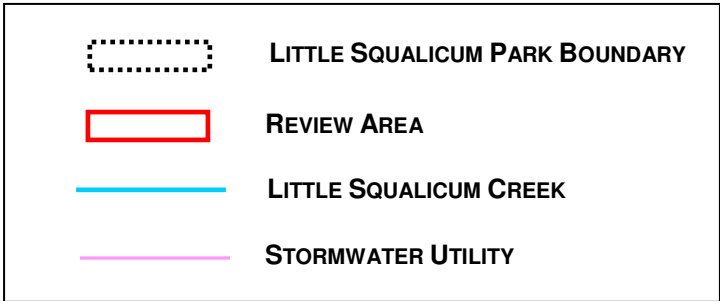 LITTLE SQUALICUM PARK BOUNDARY
REVIEW AREA
LITTLE SQUALICUM CREEK
STORMWATER UTILITY